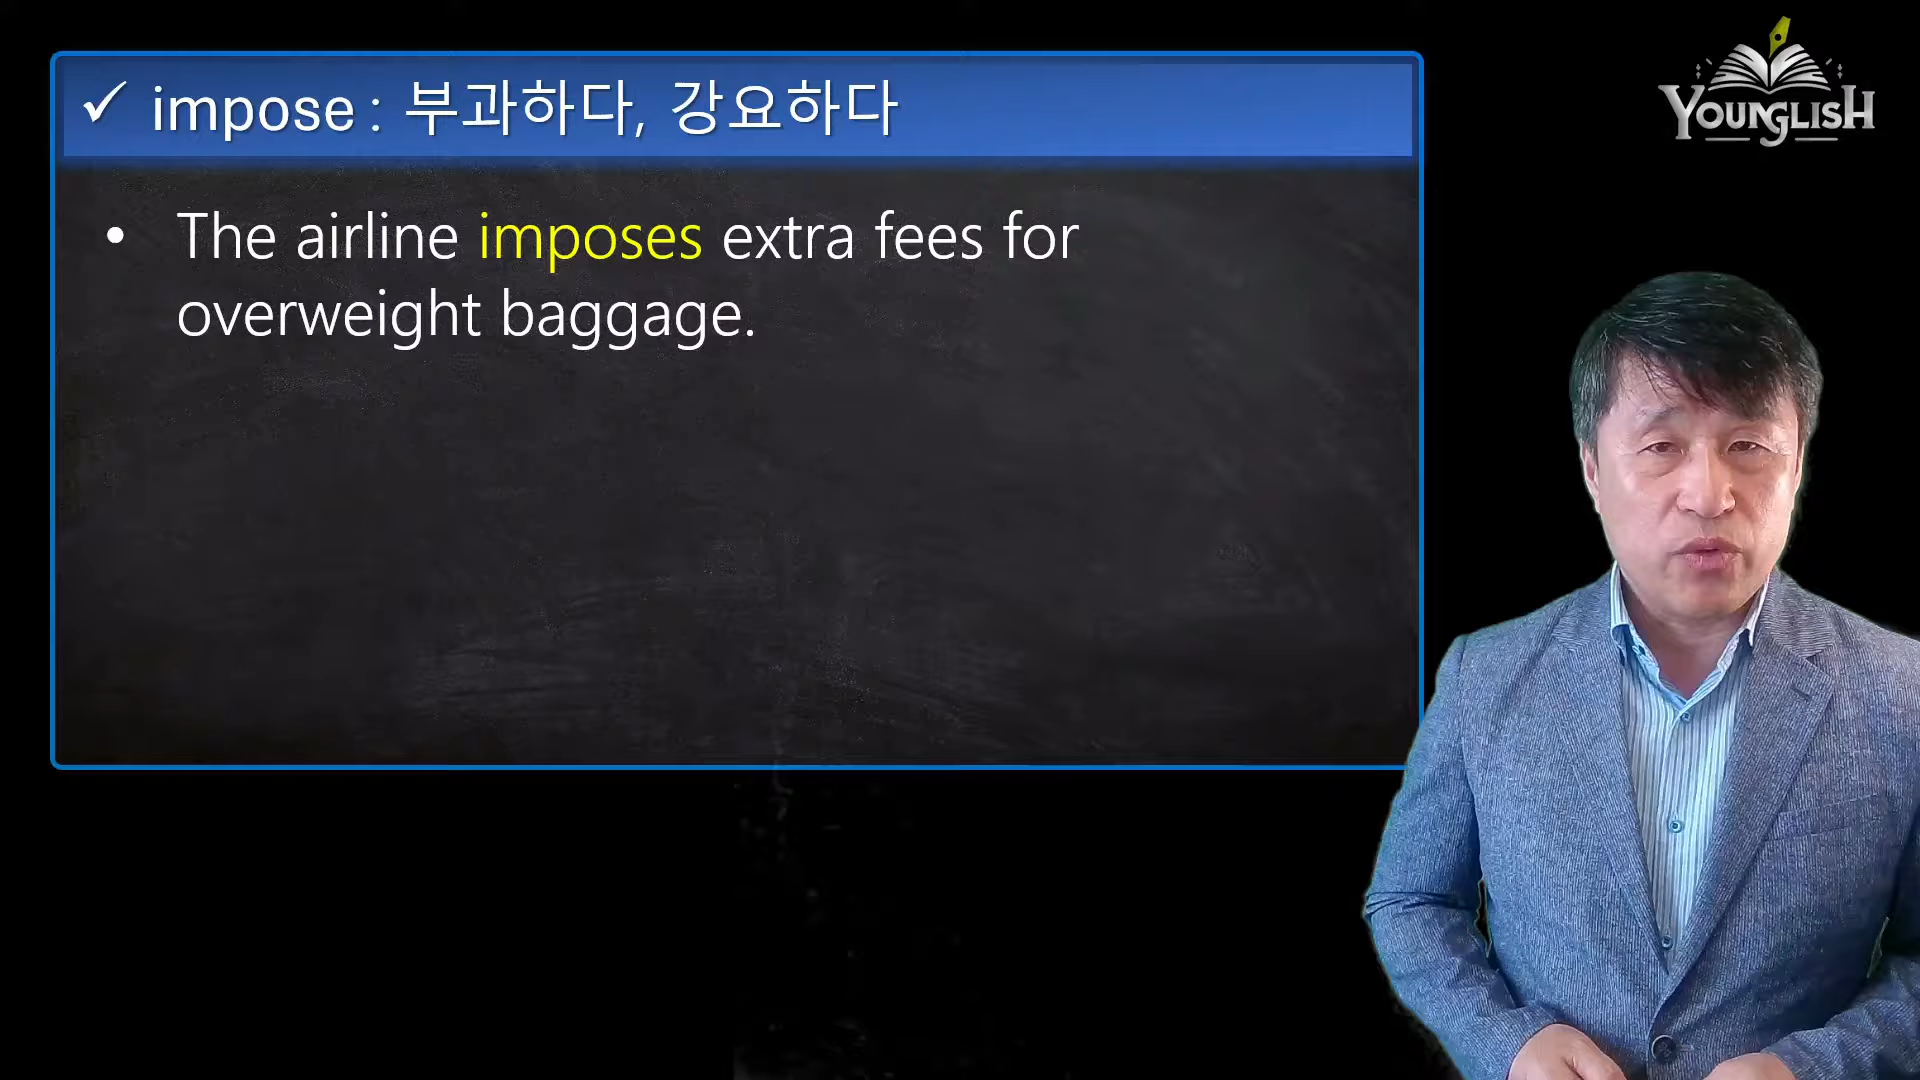 ✓ impose : 부과하다, 강요하다
YOUNGLISH
• The airline imposes extra fees for
overweight baggage.